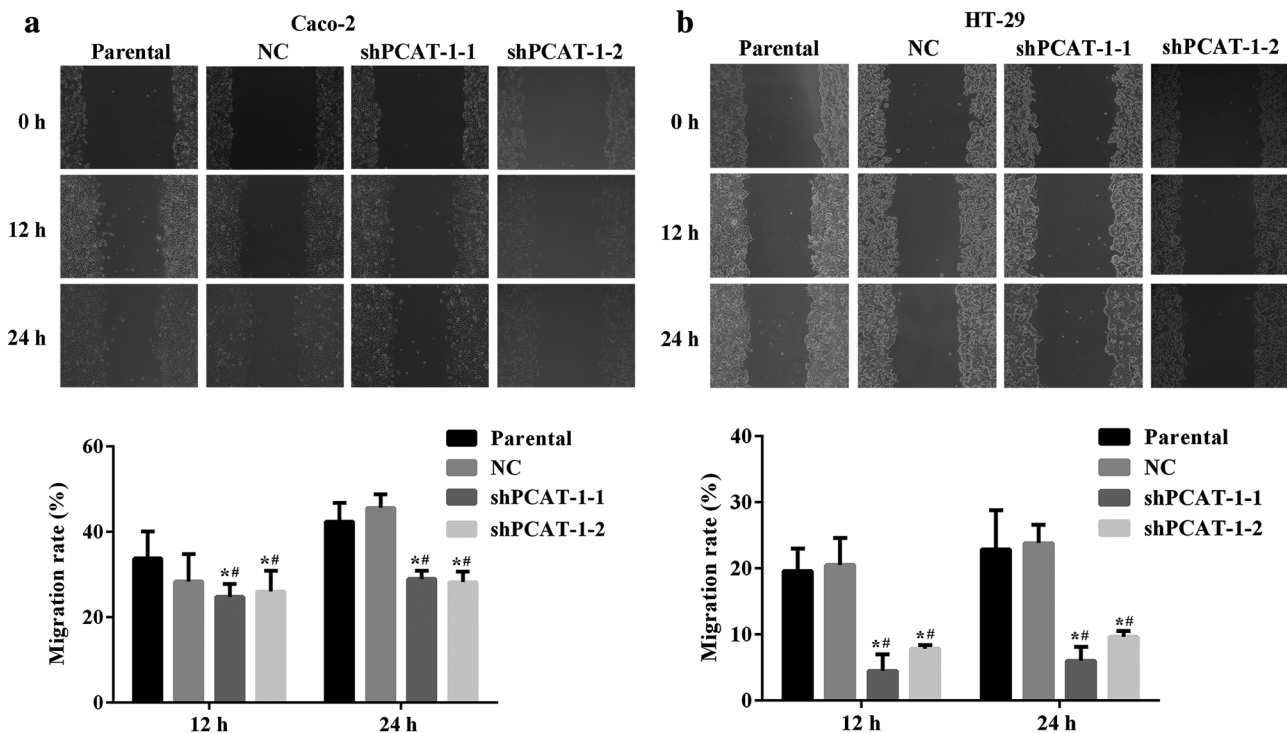 a
Caco-2
Parental NC shPCAT-1-1 shPCAT-1-2
0 h
12 h
24 h
60
40
20
0
Migration rate (%)
Parental
NC
shPCAT-1-1
shPCAT-1-2
*# *# *# *#
12 h 24 h
b
HT-29
Parental NC shPCAT-1-1 shPCAT-1-2
0 h
12 h
24 h
40
30
20
10
0
Migration rate (%)
Parental
NC
shPCAT-1-1
shPCAT-1-2
*# *# *# *#
12 h 24 h